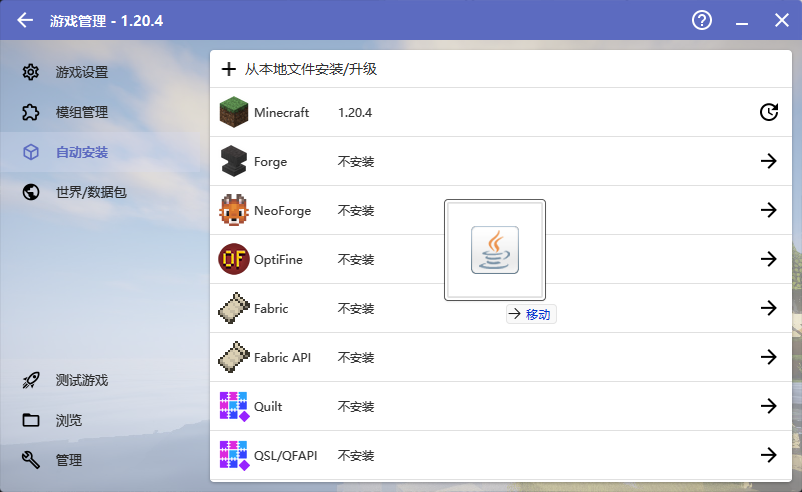 游戏管理 - 1.20.4
游戏设置
模组管理
自动安装
世界/数据包
测试游戏
浏览
管理
从本地文件安装/升级
Minecraft 1.20.4
Forge 不安装
NeoForge 不安装
OF OptiFine 不安装
Fabric 不安装
移动
Fabric API 不安装
Quilt 不安装
QSL/QFAPI 不安装